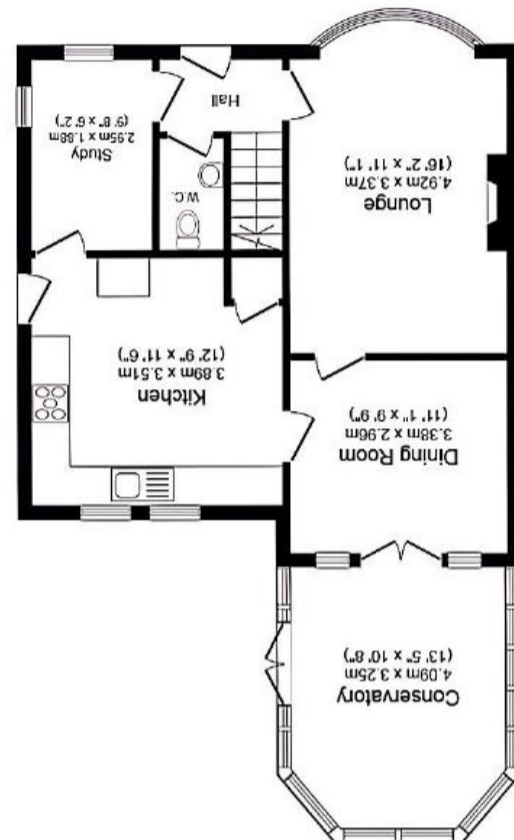 Conservatory
4.09m x 3.25m
(13' 5" x 10' 8")
Dining Room
3.38m x 2.96m
(11' 1" x 9' 9")
Kitchen
3.89m x 3.51m
(12' 9" x 11' 6")
Lounge
4.92m x 3.37m
(16' 2" x 11' 1")
W.C.
Study
2.95m x 1.88m
(9' 8" x 6' 2")
Hall